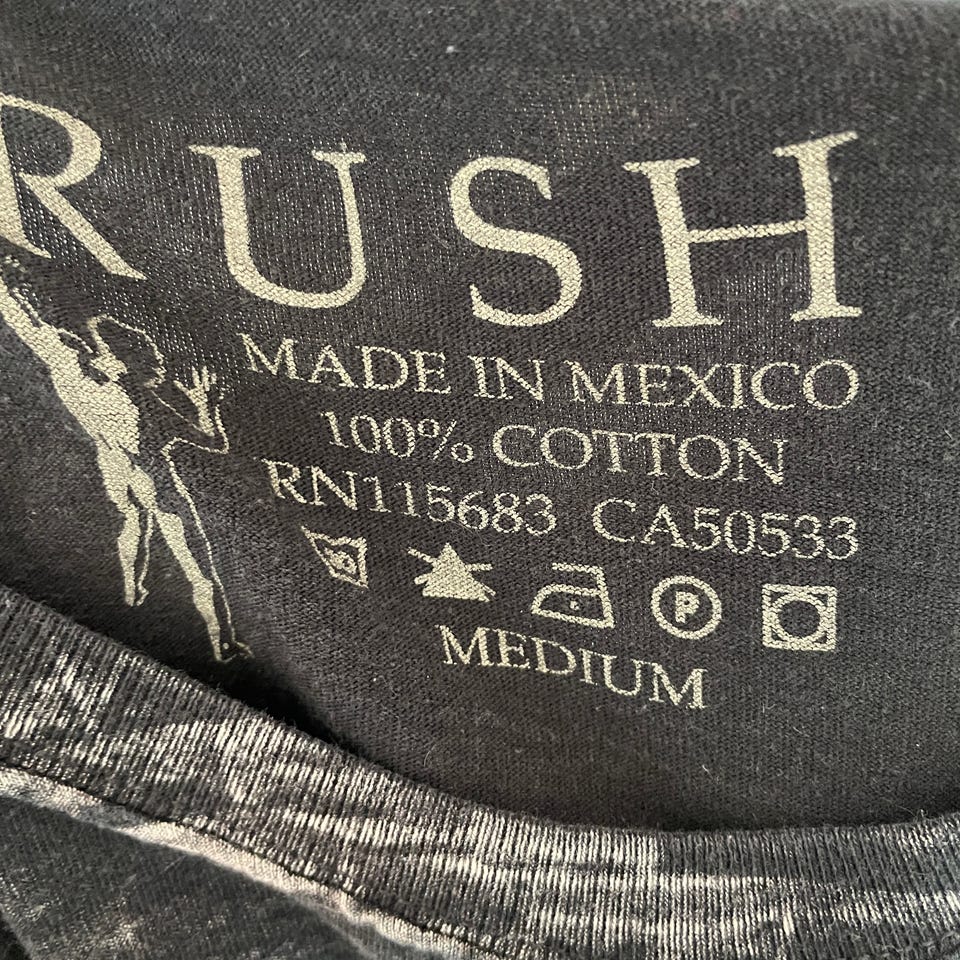 RUSH
MADE IN MEXICO
100% COTTON
RN115683 CA50533
P
MEDIUM